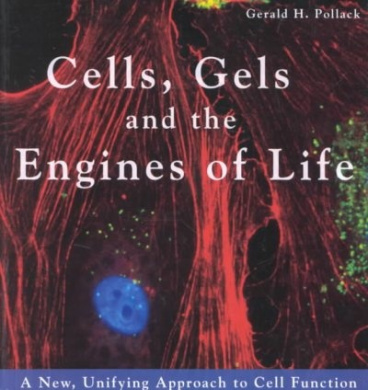 Gerald H. Pollack
Cells, Gels
and the
Engines of Life
A New, Unifying Approach to Cell Function